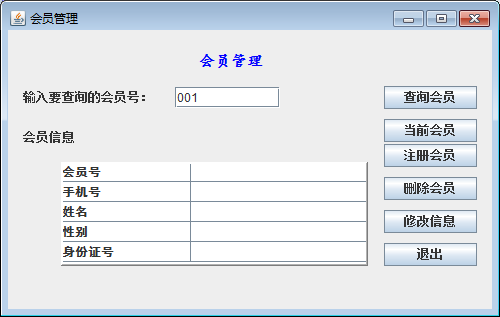 会员管理
会员管理
输入要查询的会员号： 001 查询会员
当前会员
会员信息
注册会员
会员号
手机号 删除会员
姓名
性别 修改信息
身份证号 退出